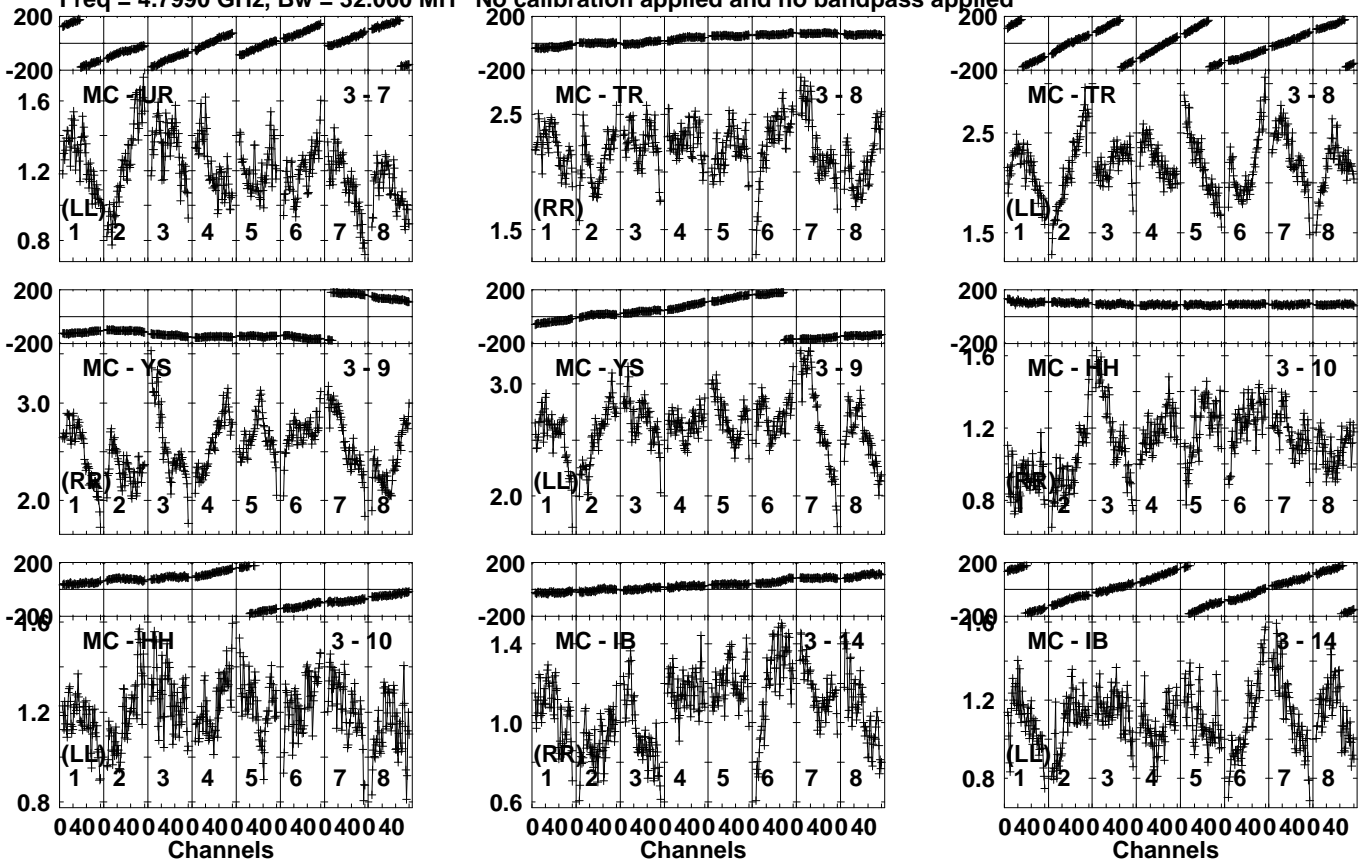 Freq = 4.7990 GHz, Bw = 32.000 MH No calibration applied and no bandpass applied
200 200 200
-200 -200 -200
MC - UR 3 - 7 MC - TR 3 - 8 MC - TR 3 - 8
1.6 2.5 2.5
1.2
(LL) (RR) (LL)
0.8 1.5 1.5
1 2 3 4 5 6 7 8 1 2 3 4 5 6 7 8 1 2 3 4 5 6 7 8
200 200 200
-200 -200 -200
MC - YS 3 - 9 MC - YS 3 - 9 MC - HH 3 - 10
3.0 3.0 1.6
1.2
(RR) (LL) (RR)
2.0 2.0 0.8
1 2 3 4 5 6 7 8 1 2 3 4 5 6 7 8 1 2 3 4 5 6 7 8
200 200 200
-200 -200 -200
MC - HH 3 - 10 MC - IB 3 - 14 MC - IB 3 - 14
1.6 1.4 1.6
1.2 1.0 1.2
(LL) (RR) (LL)
1 2 3 4 5 6 7 8 1 2 3 4 5 6 7 8 1 2 3 4 5 6 7 8
0.8 0.6 0.8
0 40 0 40 0 40 0 40 0 40 0 40 0 40 0 40 0 40 0 40 0 40 0 40 0 40 0 40 0 40 0 40 0 40 0 40 0 40 0 40 0 40 0 40 0 40 0 40
Channels Channels Channels